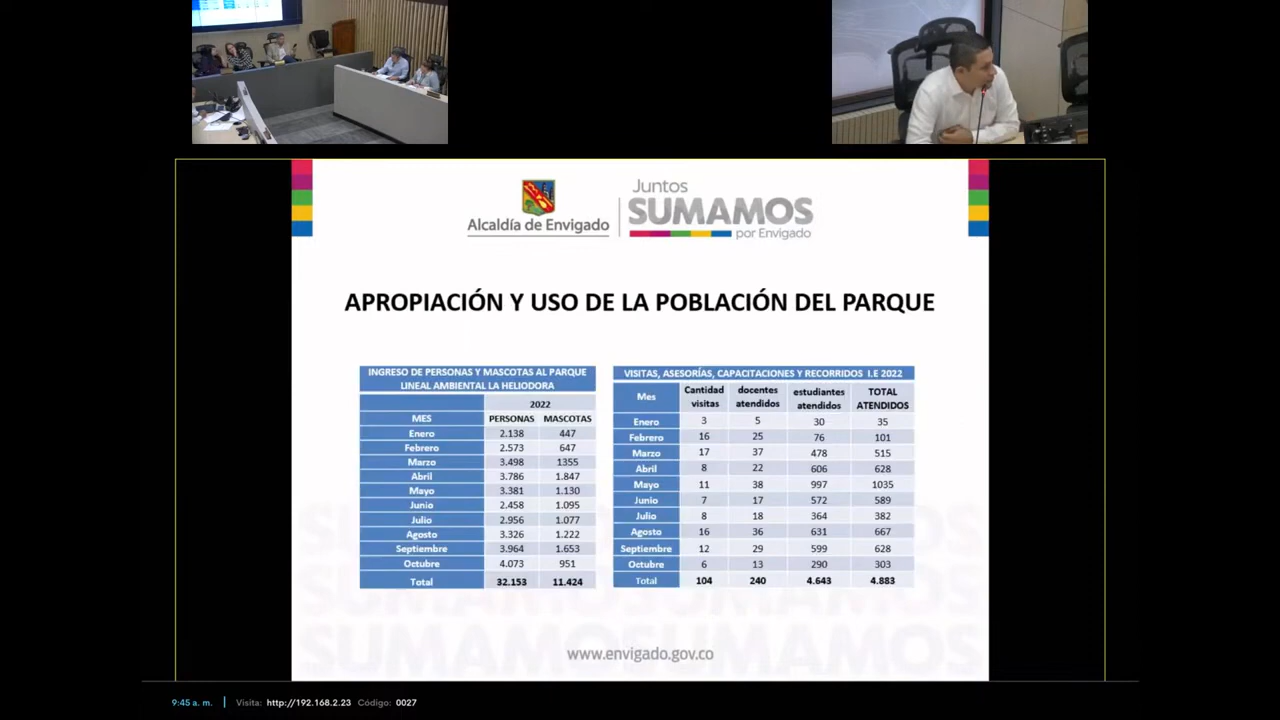 Juntos
SUMAMOS
por Envigado
Alcaldía de Envigado
APROPIACIÓN Y USO DE LA POBLACIÓN DEL PARQUE
INGRESO DE PERSONAS Y MASCOTAS AL PARQUE
LINEAL AMBIENTAL LA HELIODORA
2022
MES PERSONAS MASCOTAS
Enero 2.138 447
Febrero 2.573 647
Marzo 3.498 1355
Abril 3.786 1.847
Mayo 3.381 1.130
Junio 2.458 1.095
Julio 2.956 1.077
Agosto 3.326 1.222
Septiembre 3.964 1.653
Octubre 4.073 951
Total 32.153 11.424
VISITAS, ASESORÍAS, CAPACITACIONES Y RECORRIDOS I.E 2022
Mes Cantidad visitas docentes atendidos estudiantes atendidos TOTAL ATENDIDOS
Enero 3 5 30 35
Febrero 16 25 76 101
Marzo 17 37 478 515
Abril 8 22 606 628
Mayo 11 38 997 1035
Junio 7 17 572 589
Julio 8 18 364 382
Agosto 16 36 631 667
Septiembre 12 29 599 628
Octubre 6 13 290 303
Total 104 240 4.643 4.883
SUMAMOSUMAMOS
www.envigado.gov.co
9:45 a. m. | Visita: http://192.168.2.23 Código: 0027